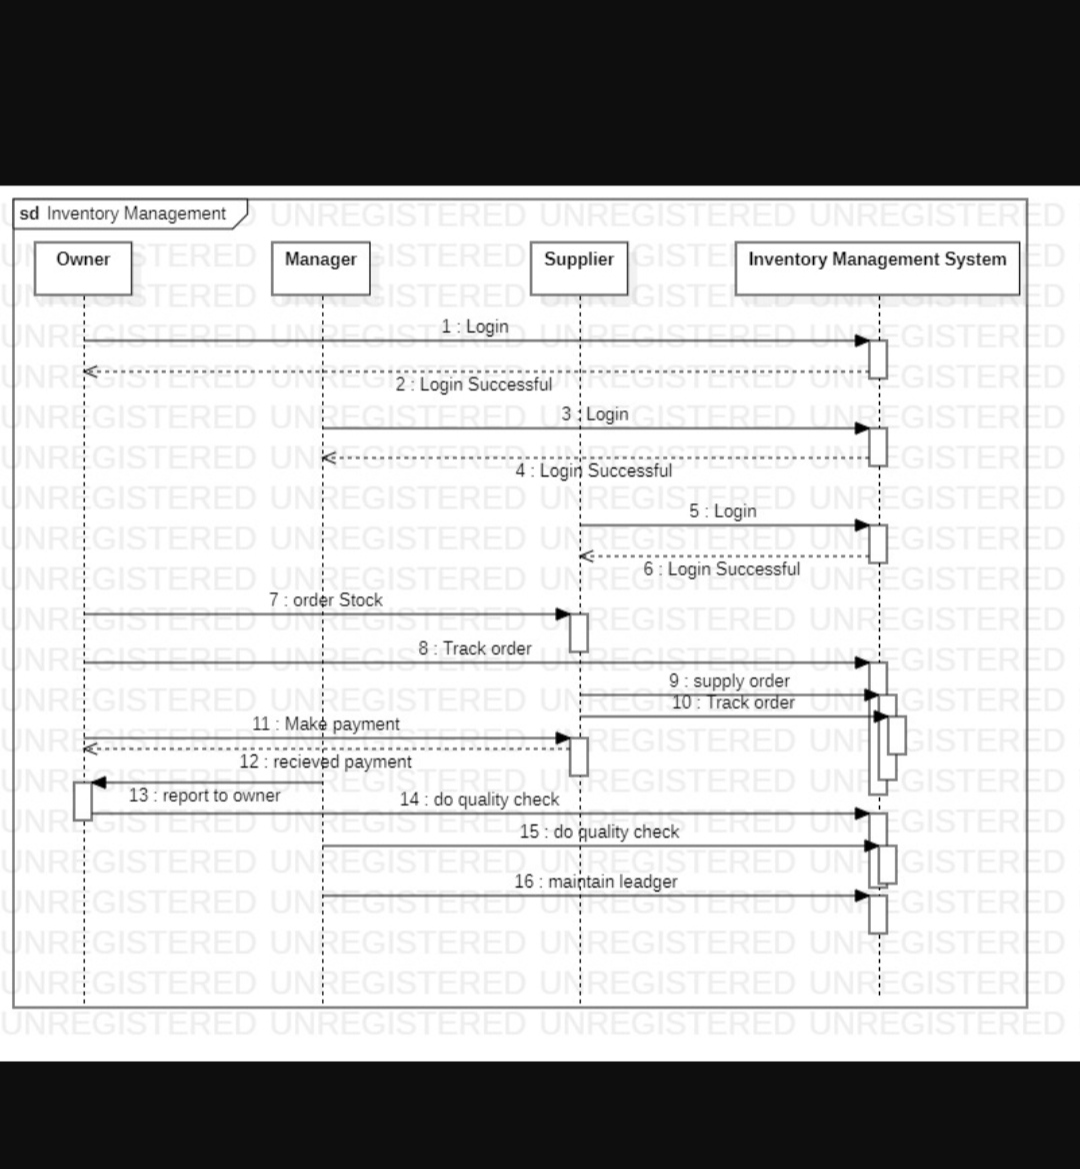 sd Inventory Management
Owner
Manager
Supplier
Inventory Management System
1 : Login
2 : Login Successful
3 : Login
4 : Login Successful
5 : Login
6 : Login Successful
7 : order Stock
8 : Track order
9 : supply order
10 : Track order
11 : Make payment
12 : recieved payment
13 : report to owner
14 : do quality check
15 : do quality check
16 : maintain leadger
UNREGISTERED UNREGISTERED UNREGISTERED UNREGISTERED